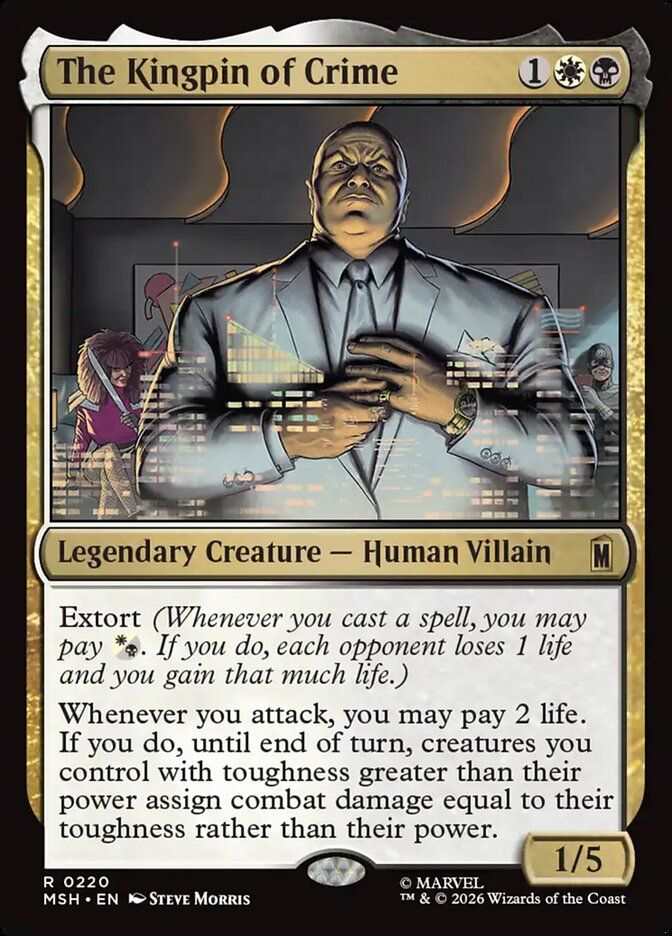 The Kingpin of Crime 1
Legendary Creature — Human Villain M
Extort (Whenever you cast a spell, you may
pay . If you do, each opponent loses 1 life
and you gain that much life.)
Whenever you attack, you may pay 2 life.
If you do, until end of turn, creatures you
control with toughness greater than their
power assign combat damage equal to their
toughness rather than their power.
1/5
R 0220
MSH • EN STEVE MORRIS
© MARVEL
™ & © 2026 Wizards of the Coast